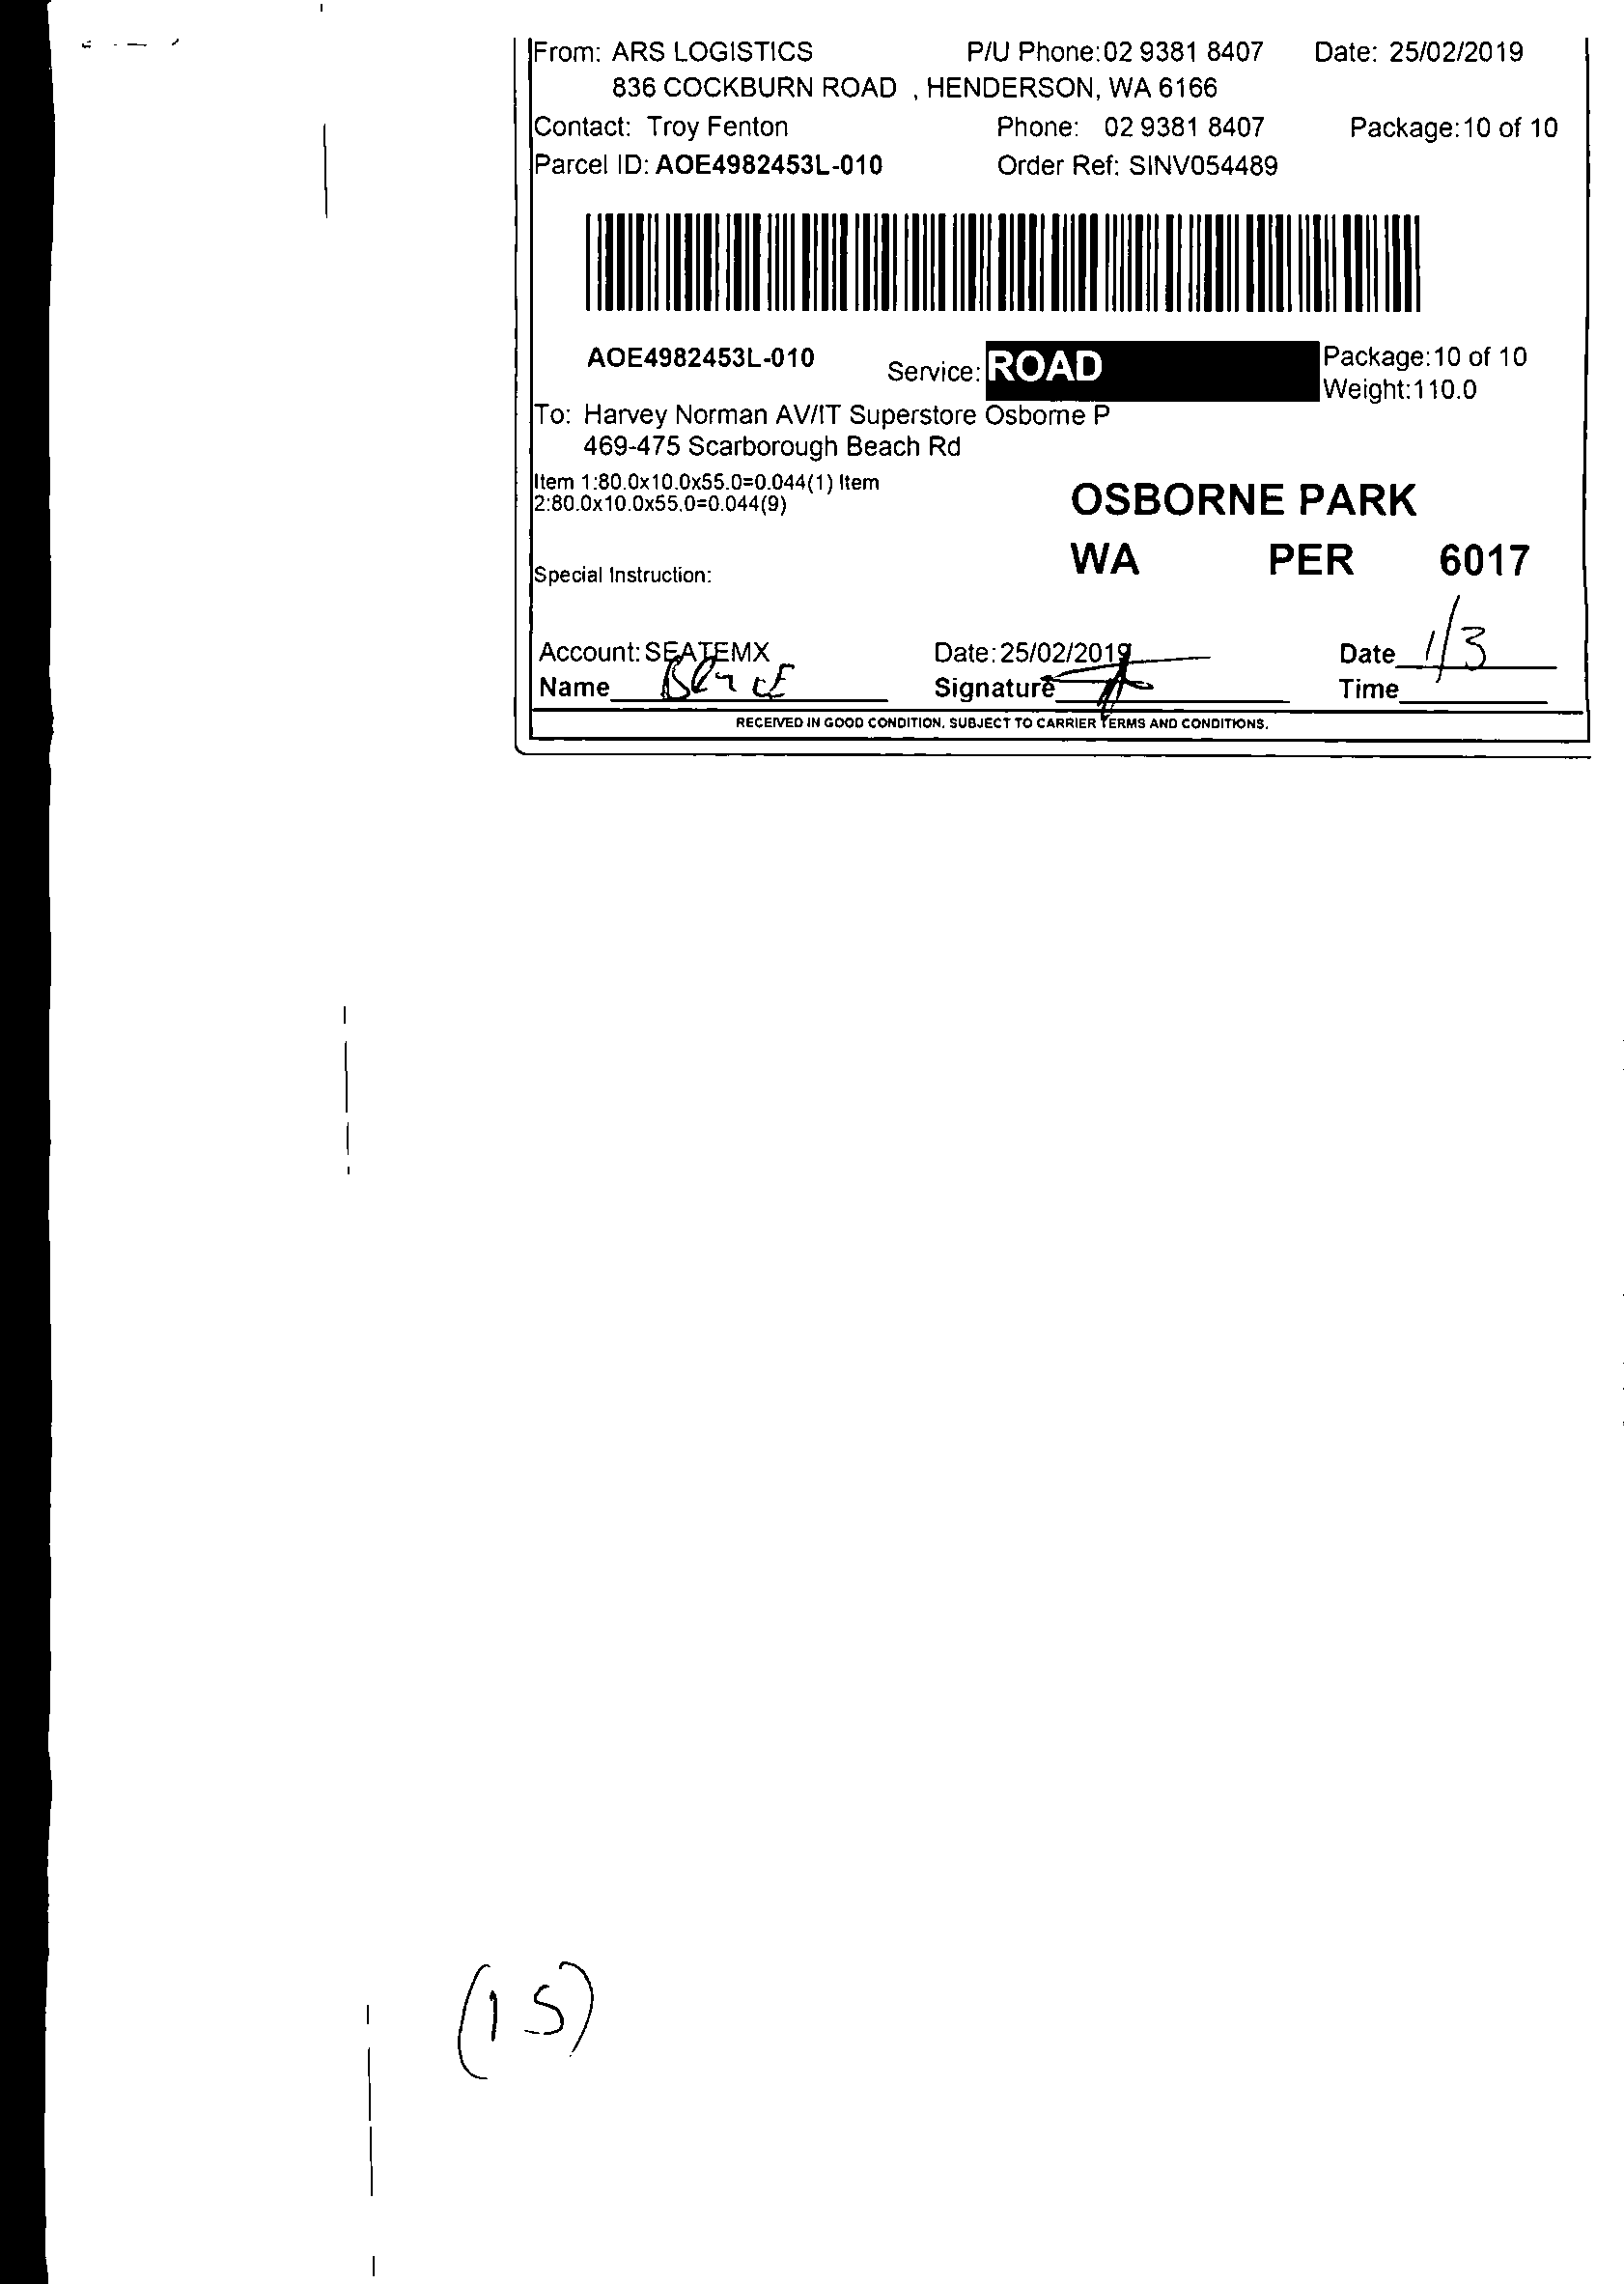 From: ARS LOGISTICS P/U Phone:02 9381 8407 Date: 25/02/2019
836 COCKBURN ROAD , HENDERSON, WA 6166
Contact: Troy Fenton Phone: 02 9381 8407 Package:10 of 10
Parcel ID: AOE4982453L-010 Order Ref: SINV054489
AOE4982453L-010 Service: ROAD Package:10 of 10
Weight:110.0
To: Harvey Norman AV/IT Superstore Osborne P
469-475 Scarborough Beach Rd
Item 1:80.0x10.0x55.0=0.044(1) Item
2:80.0x10.0x55.0=0.044(9)
OSBORNE PARK
WA PER 6017
Special Instruction:
Account:SEATEMX Date:25/02/2019 Date 1/3
Name Signature Time
RECEIVED IN GOOD CONDITION. SUBJECT TO CARRIER TERMS AND CONDITIONS.
(15)